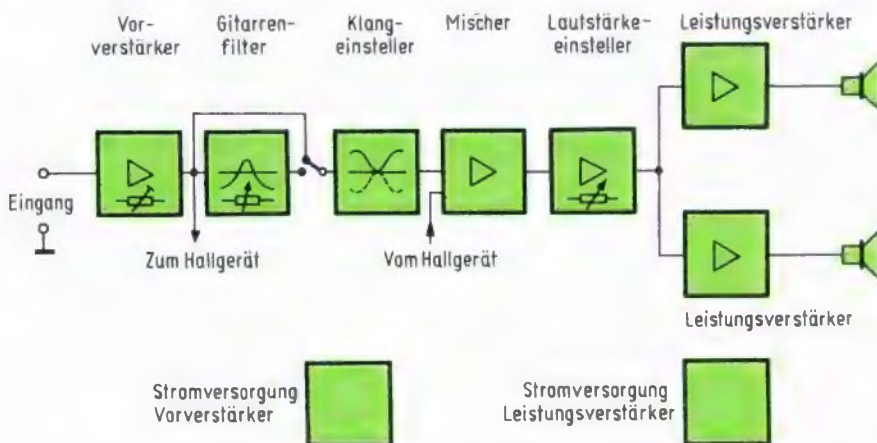 Vor-
verstärker
Gitarren-
filter
Klang-
einsteller
Mischer
Lautstärke-
einsteller
Leistungsverstärker
Eingang
Zum Hallgerät
Vom Hallgerät
Leistungsverstärker
Stromversorgung
Vorverstärker
Stromversorgung
Leistungsverstärker